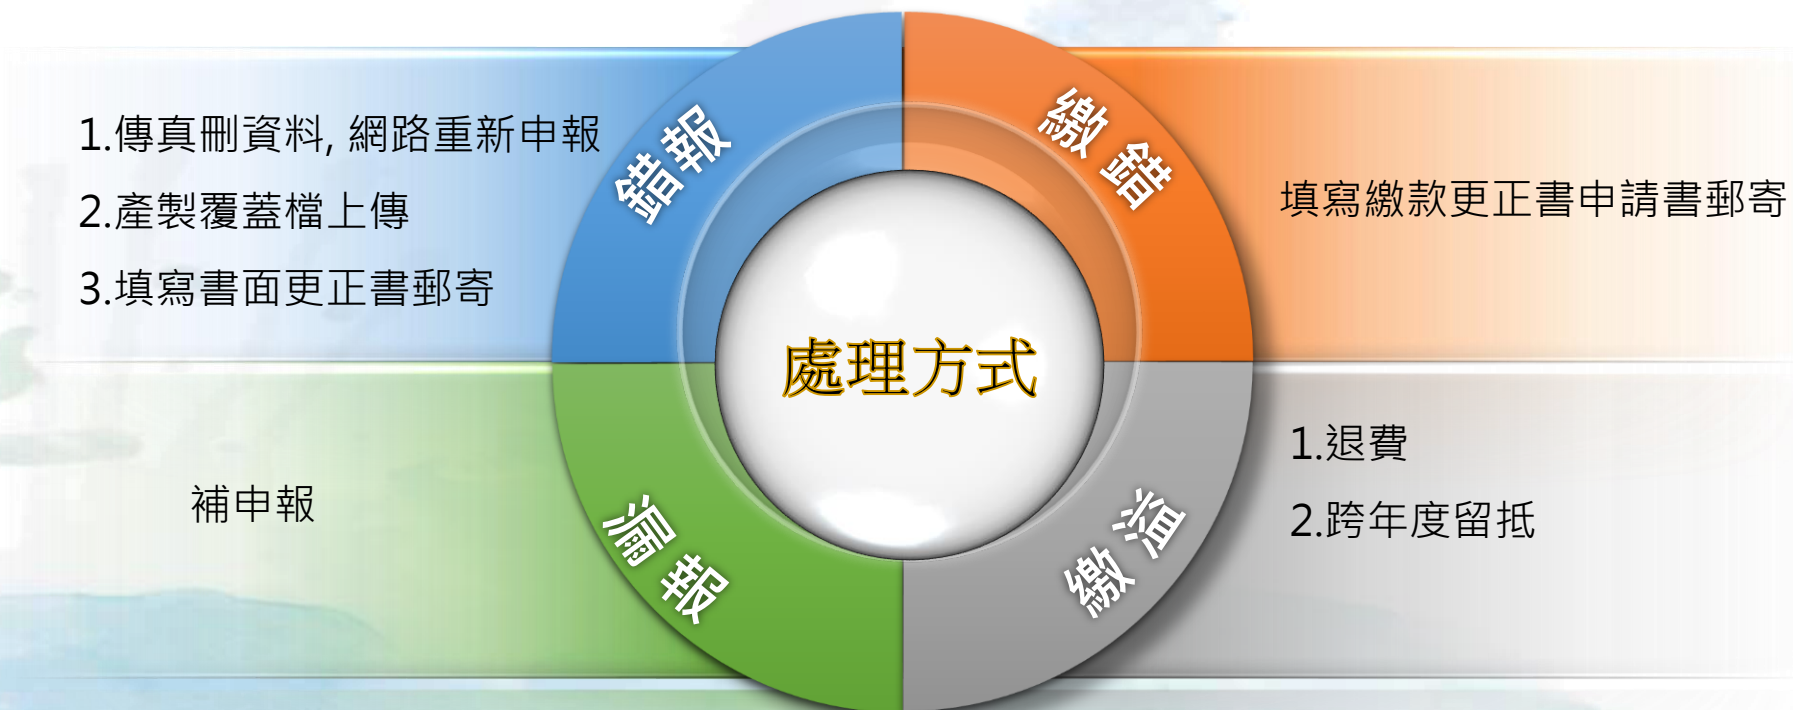 錯報
1.傳真刪資料, 網路重新申報
2.產製覆蓋檔上傳
3.填寫書面更正書郵寄
繳錯
填寫繳款更正書申請書郵寄
處理方式
漏報
補申報
溢繳
1.退費
2.跨年度留抵